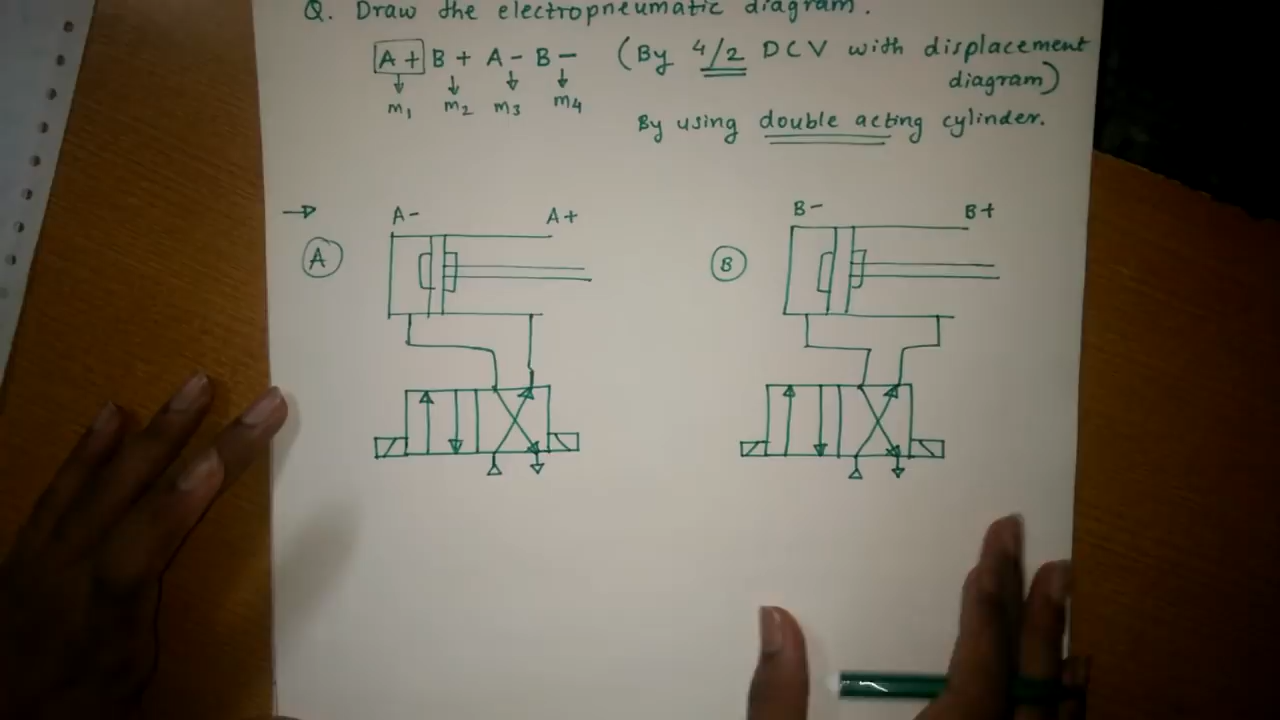 Q. Draw the electropneumatic diagram.
A+ B+ A- B- (By 4/2 DCV with displacement
diagram)
m1 m2 m3 m4
By using double acting cylinder.
A- A+
B- B+
A
B